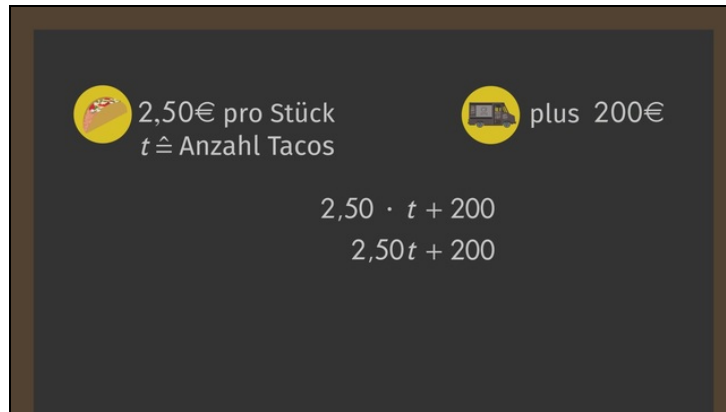 2,50€ pro Stück
t ≙ Anzahl Tacos
plus 200€
2,50 · t + 200
2,50t + 200